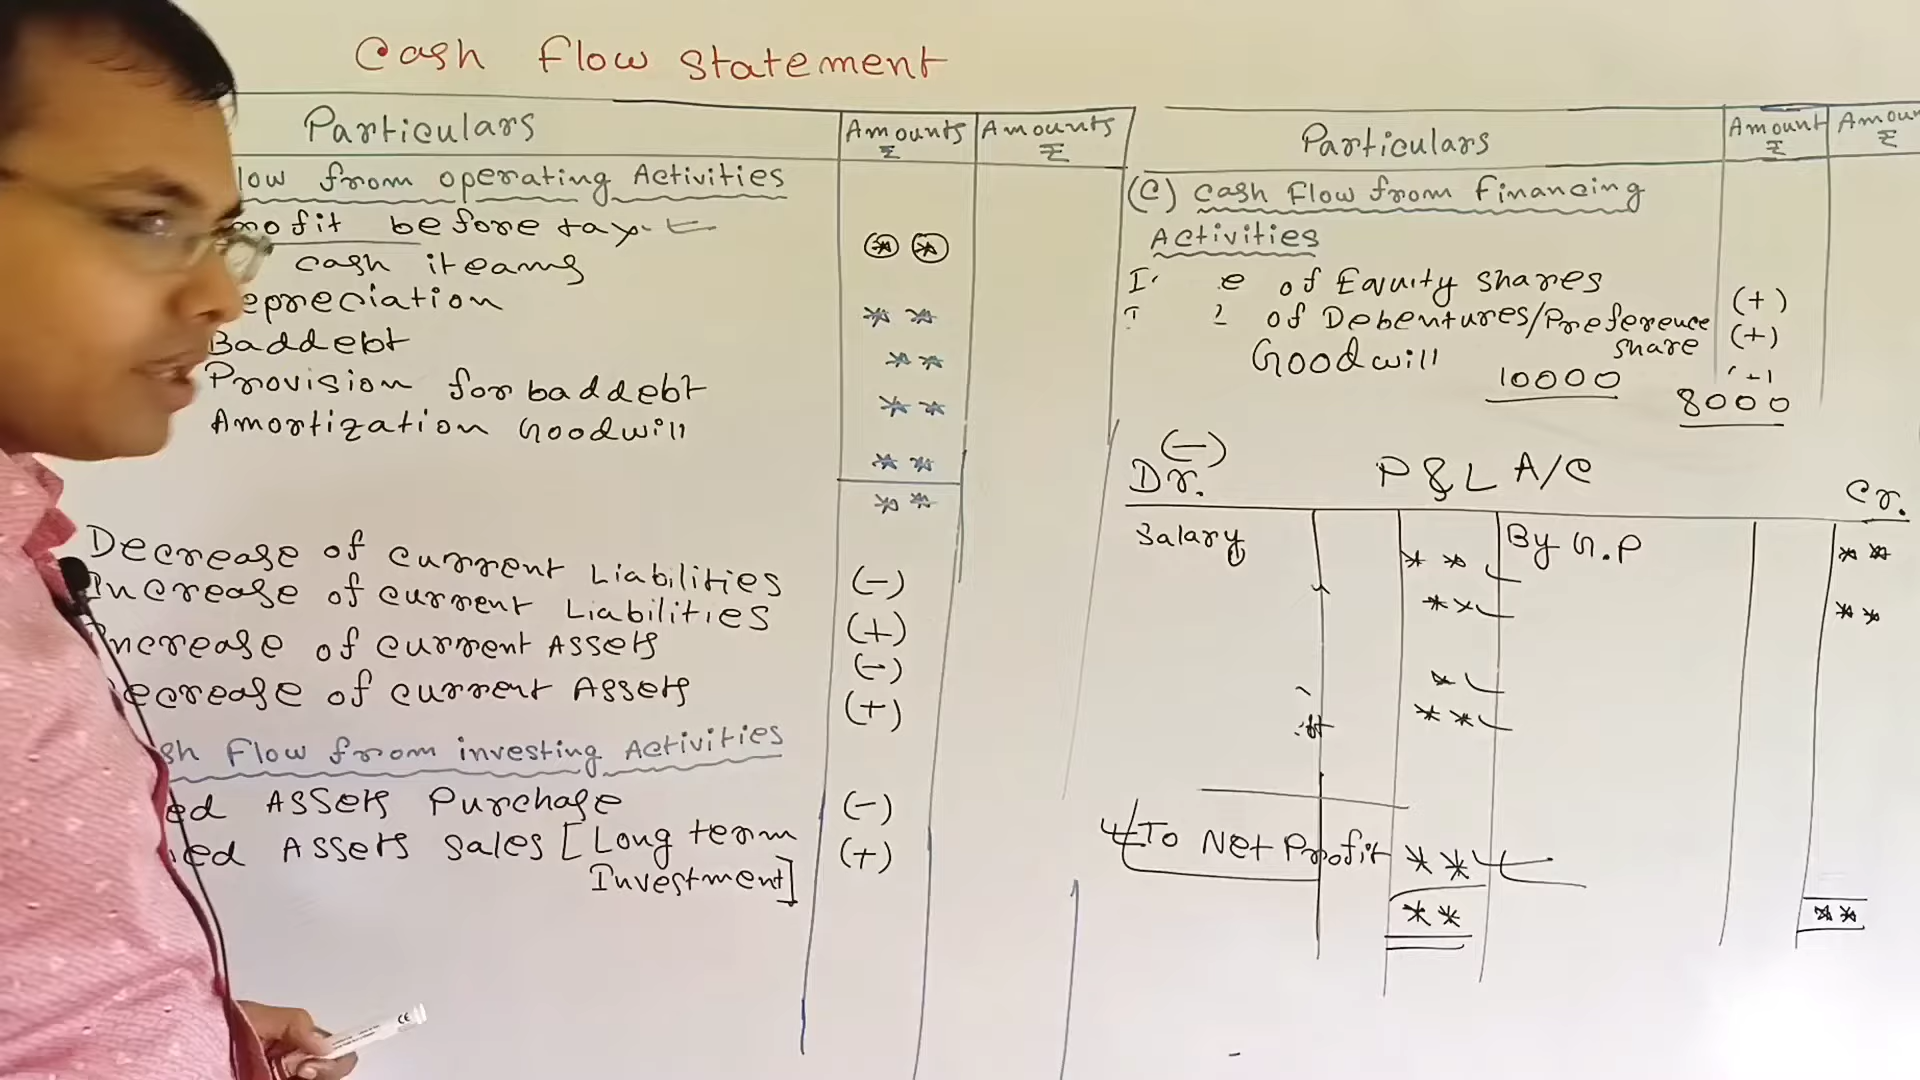 Cash Flow Statement
Particulars
Amounts
₹
Amounts
₹
low from operating Activities
rofit before tax
cash iteams
epreciation
Baddebt
Provision for baddebt
Amortization Goodwill
Decrease of current Liabilities (-)
Increase of current Liabilities (+)
ncrease of current Assets (-)
ecrease of current Assets (+)
sh Flow from investing Activities
ed Assets Purchase (-)
ed Assets Sales [Long term (+)
Investment]
Particulars
Amount
₹
Amoun
₹
(C) Cash Flow from Financing
Activities
I e of Equity Shares (+)
of Debentures/Preference (+)
Share
Goodwill 10000 8000
(-)
Dr. P & L A/C Cr.
Salary ** By G.P **
** **
*
**
To Net Profit **
** **
CE